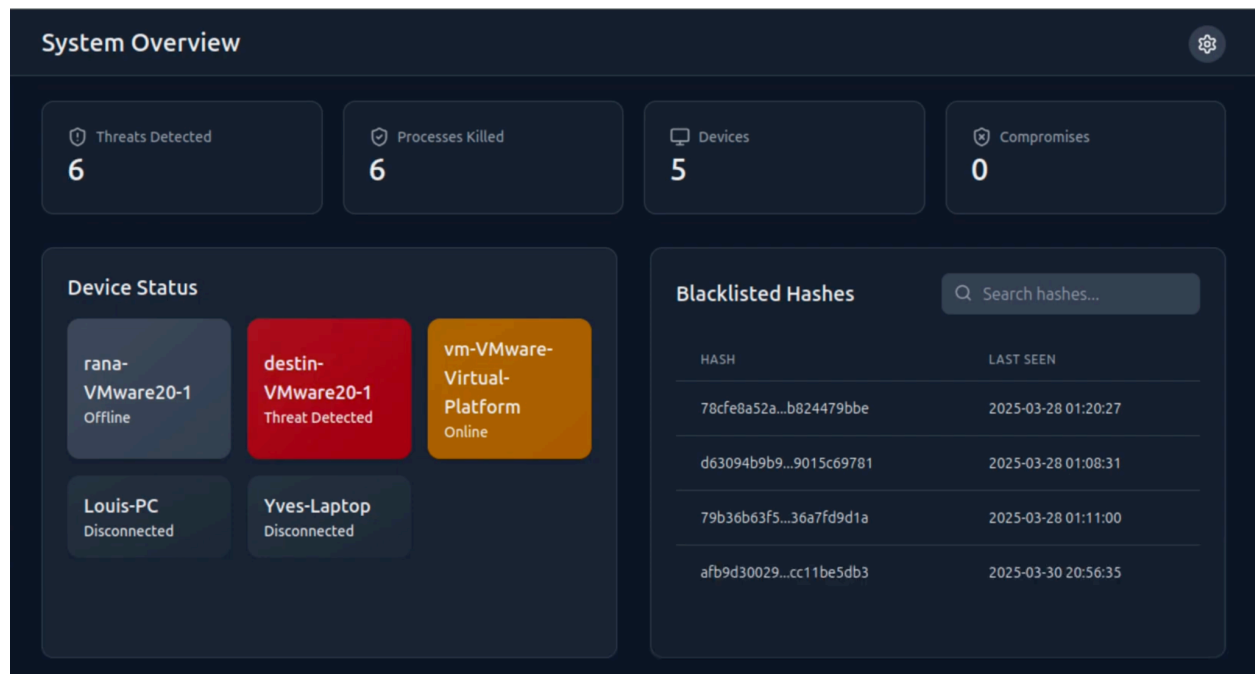 System Overview
Threats Detected
6
Processes Killed
6
Devices
5
Compromises
0
Device Status
rana-
VMware20-1
Offline
destin-
VMware20-1
Threat Detected
vm-VMware-
Virtual-
Platform
Online
Louis-PC
Disconnected
Yves-Laptop
Disconnected
Blacklisted Hashes
Search hashes...
HASH LAST SEEN
78cfe8a52a...b824479bbe 2025-03-28 01:20:27
d63094b9b9...9015c69781 2025-03-28 01:08:31
79b36b63f5...36a7fd9d1a 2025-03-28 01:11:00
afb9d30029...cc11be5db3 2025-03-30 20:56:35